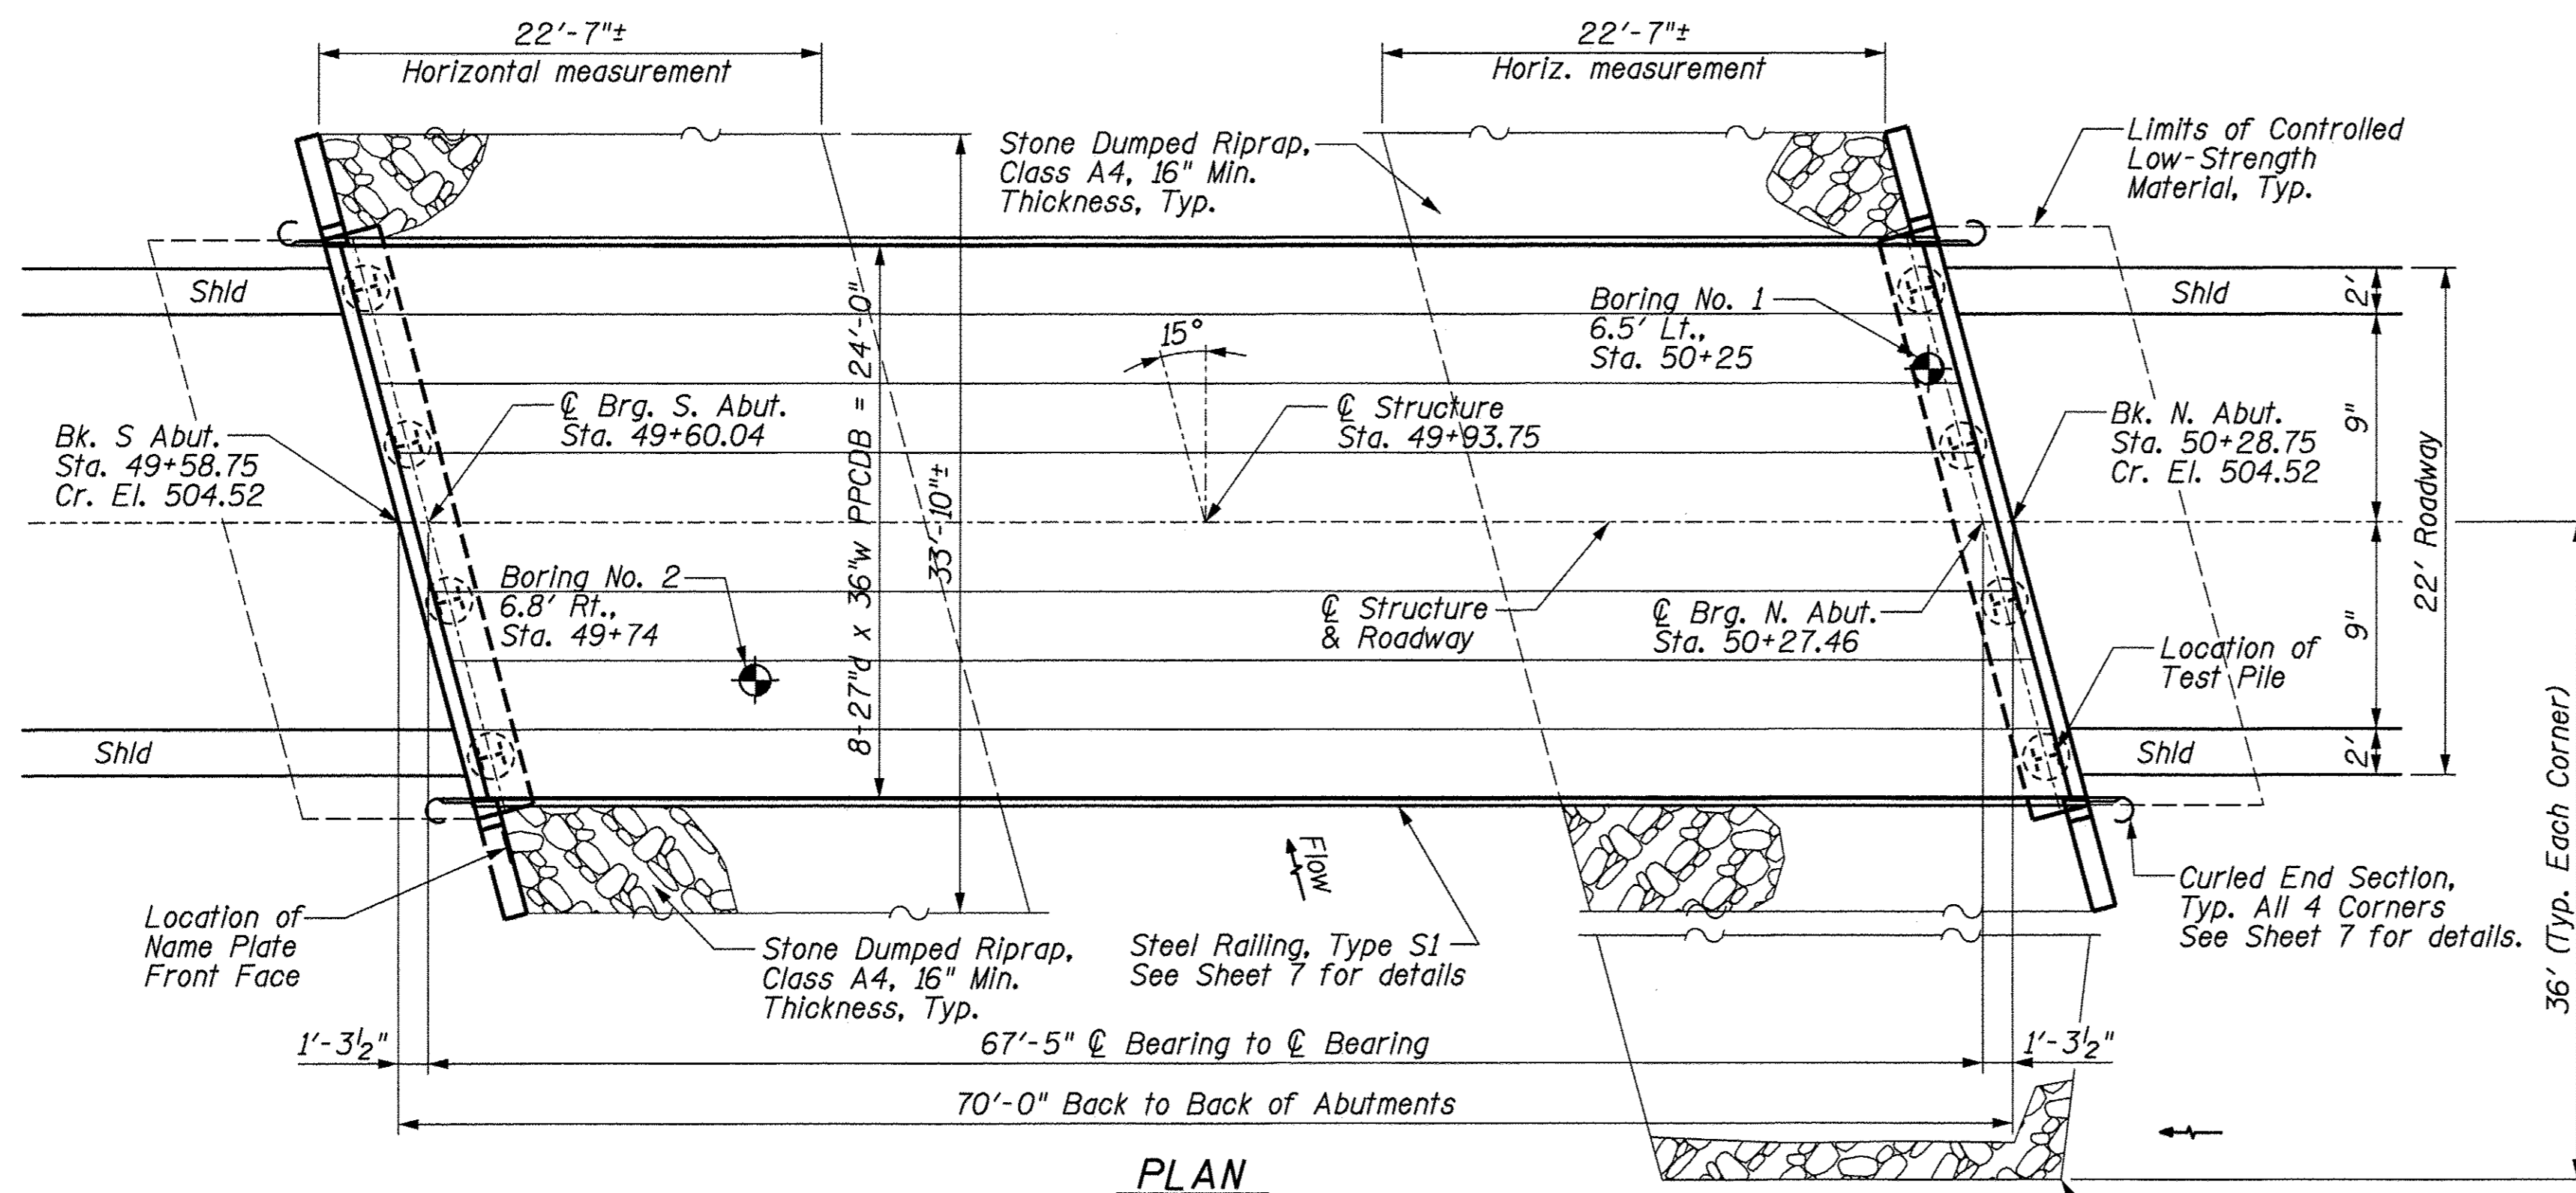 22'-7"±
Horizontal measurement
22'-7"±
Horiz. measurement
Stone Dumped Riprap,
Class A4, 16" Min.
Thickness, Typ.
Limits of Controlled
Low-Strength
Material, Typ.
Shld
Shld
2'
Boring No. 1
6.5' Lt.,
Sta. 50+25
15°
8-27"d x 36"w PPCDB = 24'-0"
33'-10"±
℄ Brg. S. Abut.
Sta. 49+60.04
℄ Structure
Sta. 49+93.75
Bk. S Abut.
Sta. 49+58.75
Cr. El. 504.52
Bk. N. Abut.
Sta. 50+28.75
Cr. El. 504.52
9"
22' Roadway
9"
Boring No. 2
6.8' Rt.,
Sta. 49+74
℄ Structure
& Roadway
℄ Brg. N. Abut.
Sta. 50+27.46
Location of
Test Pile
Shld
Shld
2'
36' (Typ. Each Corner)
Flow
Location of
Name Plate
Front Face
Stone Dumped Riprap,
Class A4, 16" Min.
Thickness, Typ.
Steel Railing, Type S1
See Sheet 7 for details
Curled End Section,
Typ. All 4 Corners
See Sheet 7 for details.
1'-3½"
67'-5" ℄ Bearing to ℄ Bearing
1'-3½"
70'-0" Back to Back of Abutments
PLAN